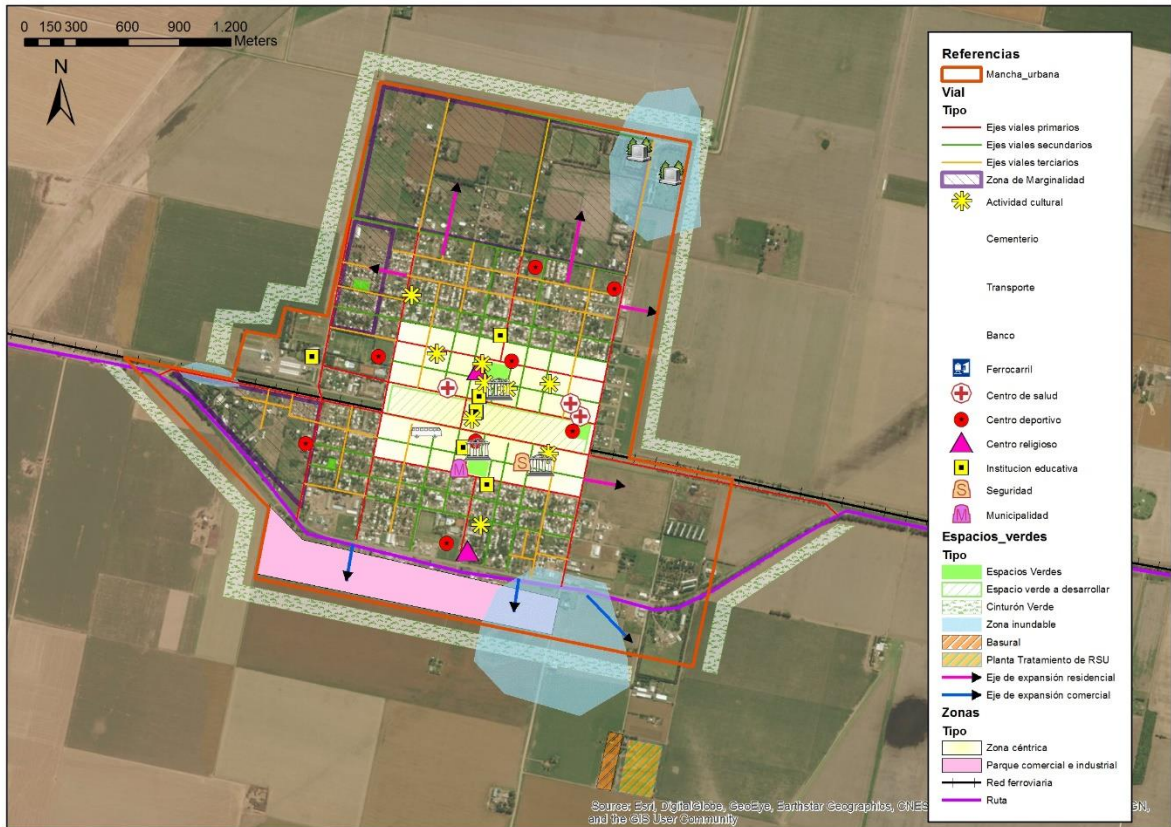 0 150 300 600 900 1.200
Meters
N
Referencias
Mancha_urbana
Vial
Tipo
Ejes viales primarios
Ejes viales secundarios
Ejes viales terciarios
Zona de Marginalidad
Actividad cultural
Cementerio
Transporte
Banco
Ferrocarril
Centro de salud
Centro deportivo
Centro religioso
Institucion educativa
S Seguridad
M Municipalidad
Espacios_verdes
Tipo
Espacios Verdes
Espacio verde a desarrollar
Cinturón Verde
Zona inundable
Basural
Planta Tratamiento de RSU
Eje de expansión residencial
Eje de expansión comercial
Zonas
Tipo
Zona céntrica
Parque comercial e industrial
Red ferroviaria
Ruta
M
S
Source: Esri, DigitalGlobe, GeoEye, Earthstar Geographics, CNES
GN,
and the GIS User Community